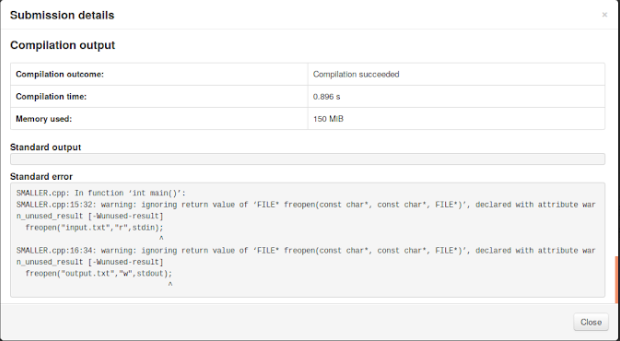 Submission details
×
Compilation output
Compilation outcome: Compilation succeeded
Compilation time: 0.896 s
Memory used: 150 MiB
Standard output
Standard error
SMALLER.cpp: In function ‘int main()’:
SMALLER.cpp:15:32: warning: ignoring return value of ‘FILE* freopen(const char*, const char*, FILE*)’, declared with attribute war
n_unused_result [-Wunused-result]
freopen("input.txt","r",stdin);
^
SMALLER.cpp:16:34: warning: ignoring return value of ‘FILE* freopen(const char*, const char*, FILE*)’, declared with attribute war
n_unused_result [-Wunused-result]
freopen("output.txt","w",stdout);
^
Close